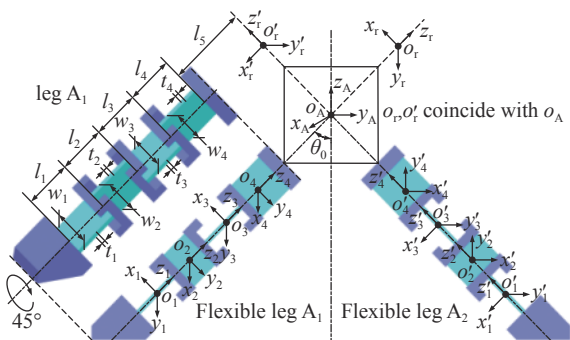 z′r
o′r
y′r
x′r
xr
zr
or
yr
l5
l4
l3
l2
l1
t4
leg A1
w3
w4
t3
t2
w1
w2
t1
45°
zA
oA
yA
xA
θ0
or,o′r coincide with oA
o4
z4
x4
y4
x3
z3
o3
y3
o2
z2
x2
y2
x1
z1
o1
y1
y′4
z′4
o′4
x′4
z′3
o′3
y′3
x′3
y′2
z′2
o′2
x′2
z′1
o′1
y′1
x′1
Flexible leg A1
Flexible leg A2